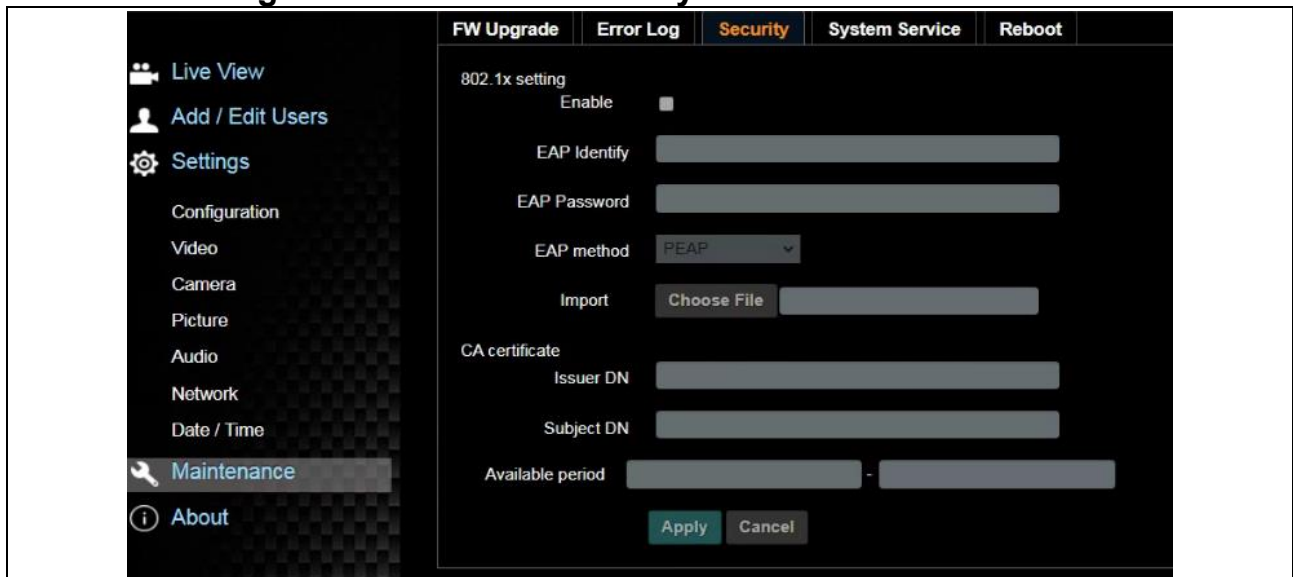 FW Upgrade Error Log Security System Service Reboot
Live View
Add / Edit Users
Settings
Configuration
Video
Camera
Picture
Audio
Network
Date / Time
Maintenance
About
802.1x setting
Enable
EAP Identify
EAP Password
EAP method PEAP
Import Choose File
CA certificate
Issuer DN
Subject DN
Available period -
Apply Cancel